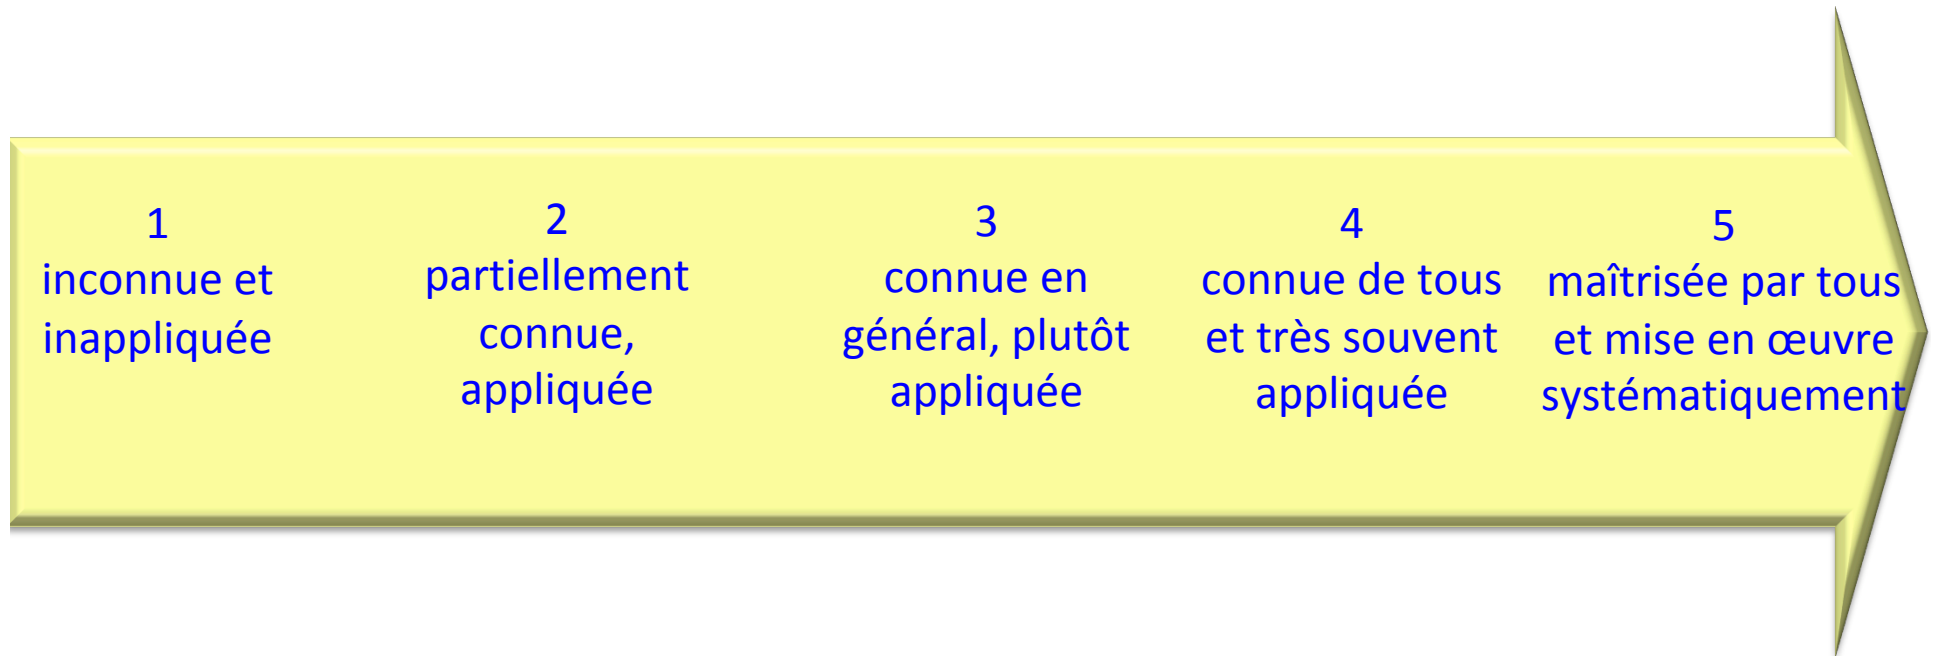 1
inconnue et
inappliquée
2
partiellement
connue,
appliquée
3
connue en
général, plutôt
appliquée
4
connue de tous
et très souvent
appliquée
5
maîtrisée par tous
et mise en œuvre
systématiquement